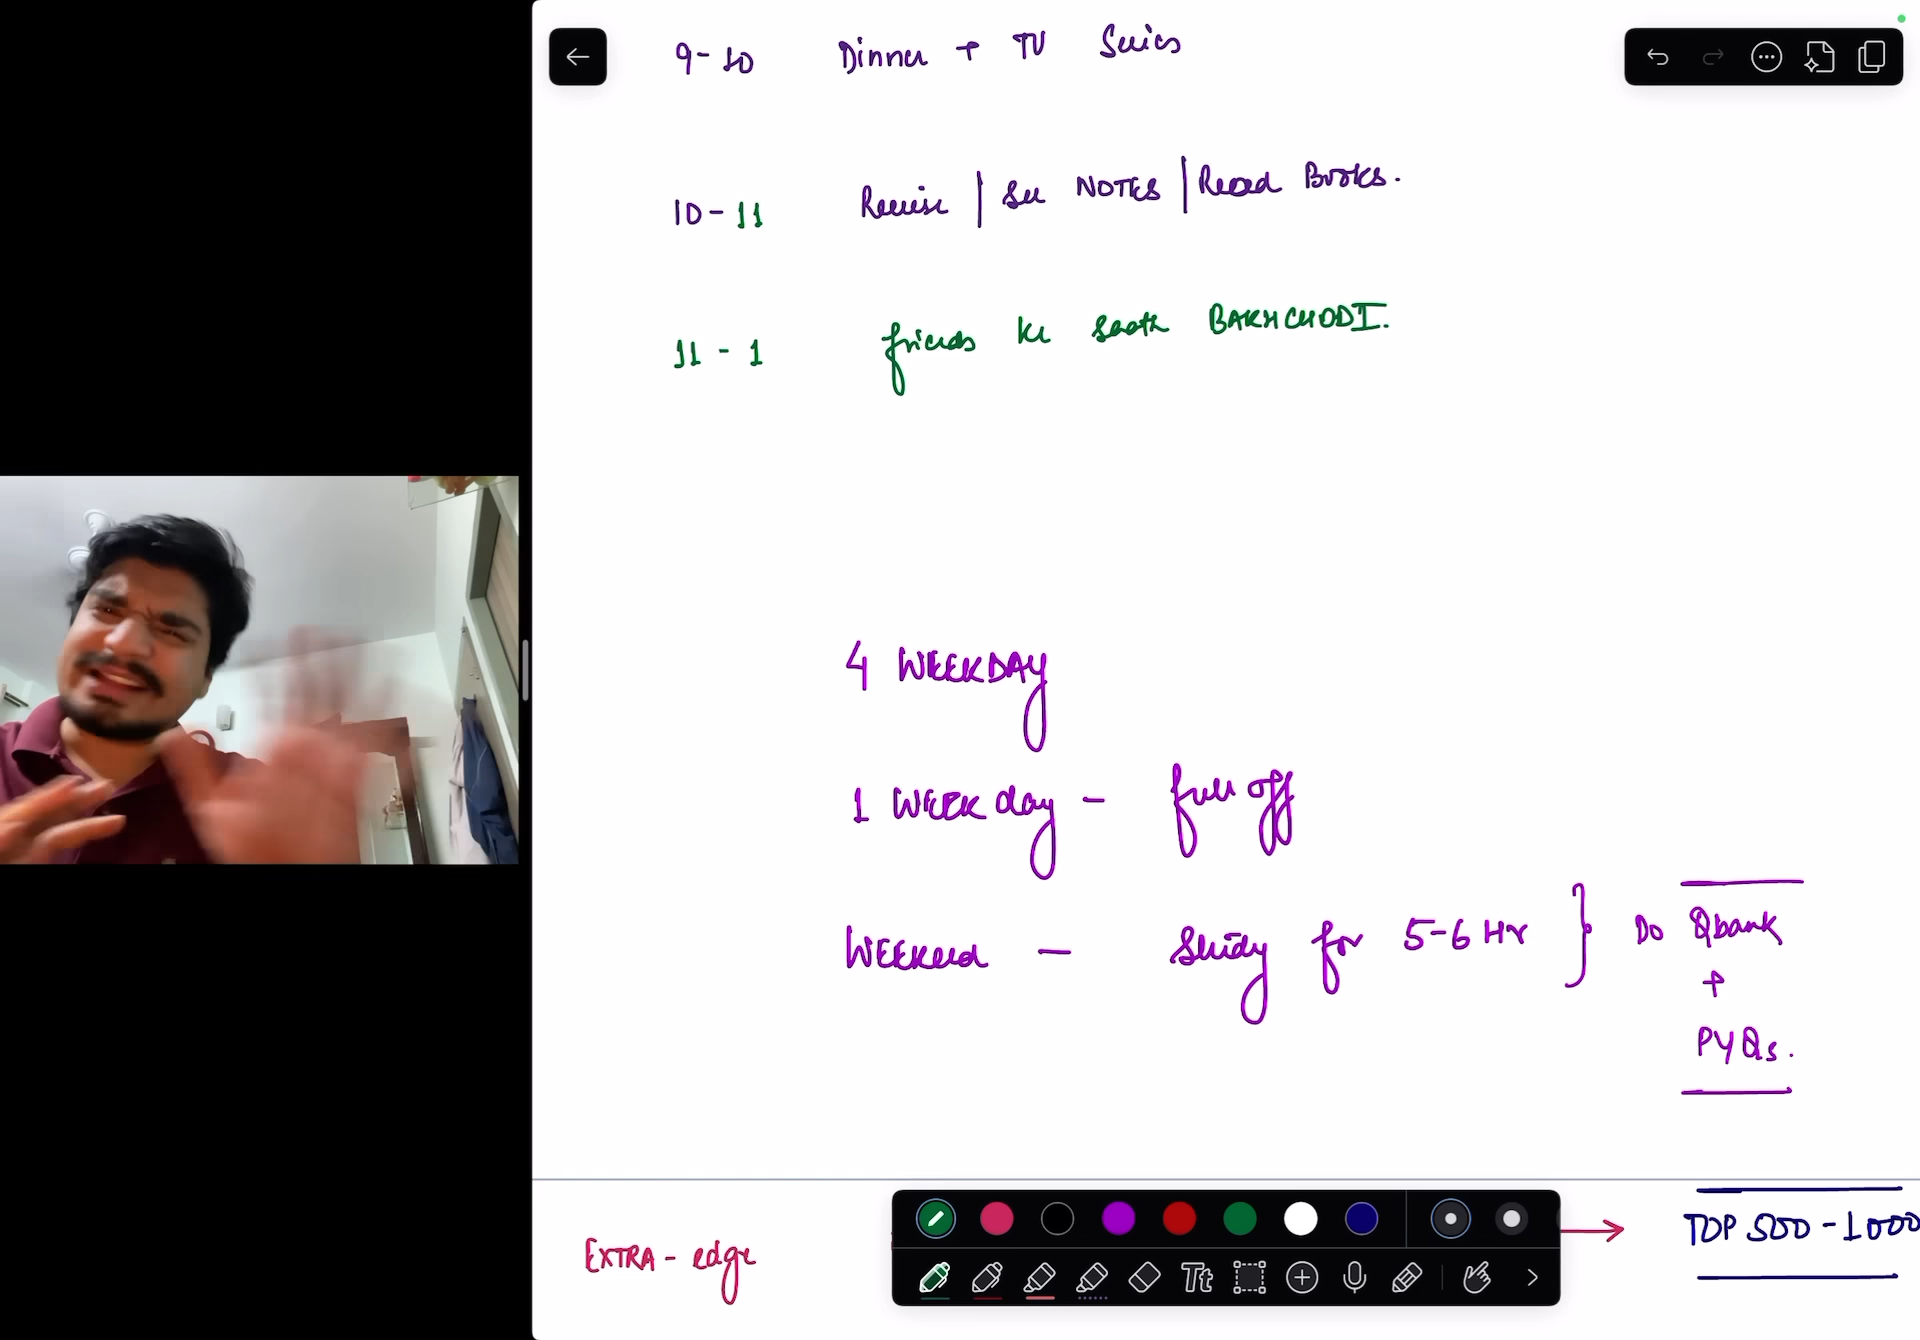 9-10 Dinner + TV Series
10-11 Revise | See NOTES | Read Books.
11-1 friends ke saath BAKHCHODI.
4 WEEKDAY
1 WEEK day - full off
WEEKend - Study for 5-6 Hr } Do Qbank
+
PYQs.
EXTRA-edge → TOP 500-1000
Tt